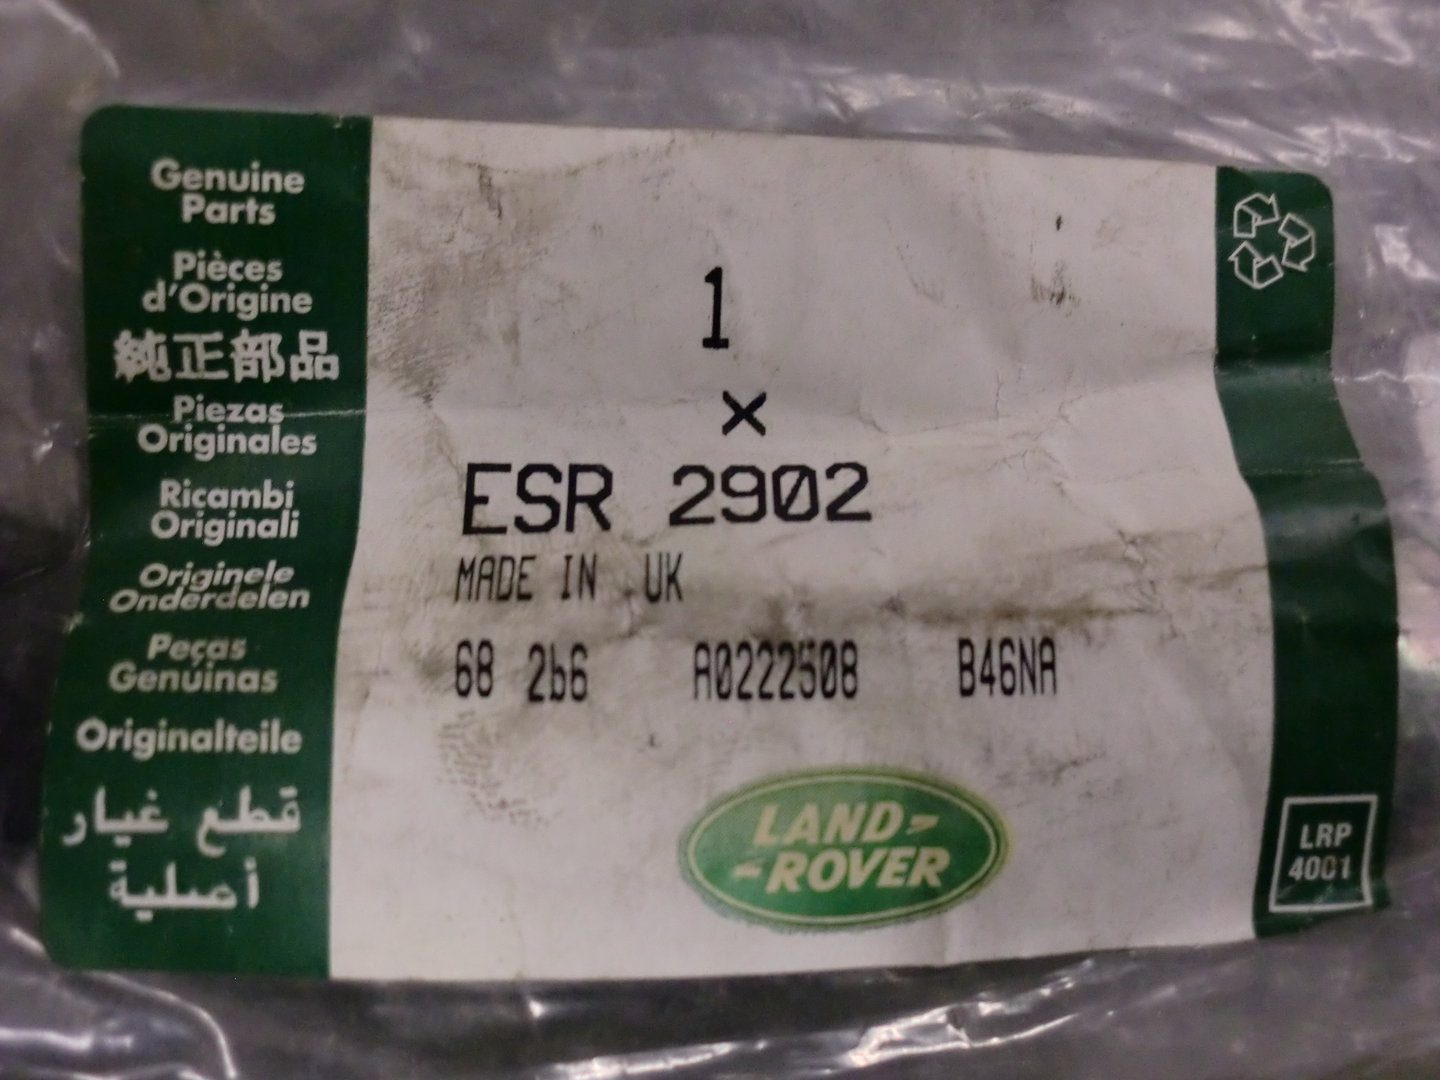 Genuine
Parts
Pièces
d'Origine
純正部品
Piezas
Originales
Ricambi
Originali
Originele
Onderdelen
Peças
Genuínas
Originalteile
قطع غيار
أصلية
1
×
ESR 2902
MADE IN UK
68 2b6 A0222508 B46NA
LAND-
-ROVER
LRP
4001